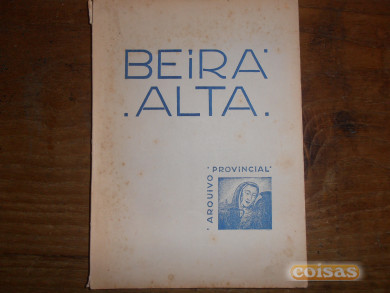 BEiRA·
·ALTA·
·ARQUIVO
PROVINCIAL·
coisas